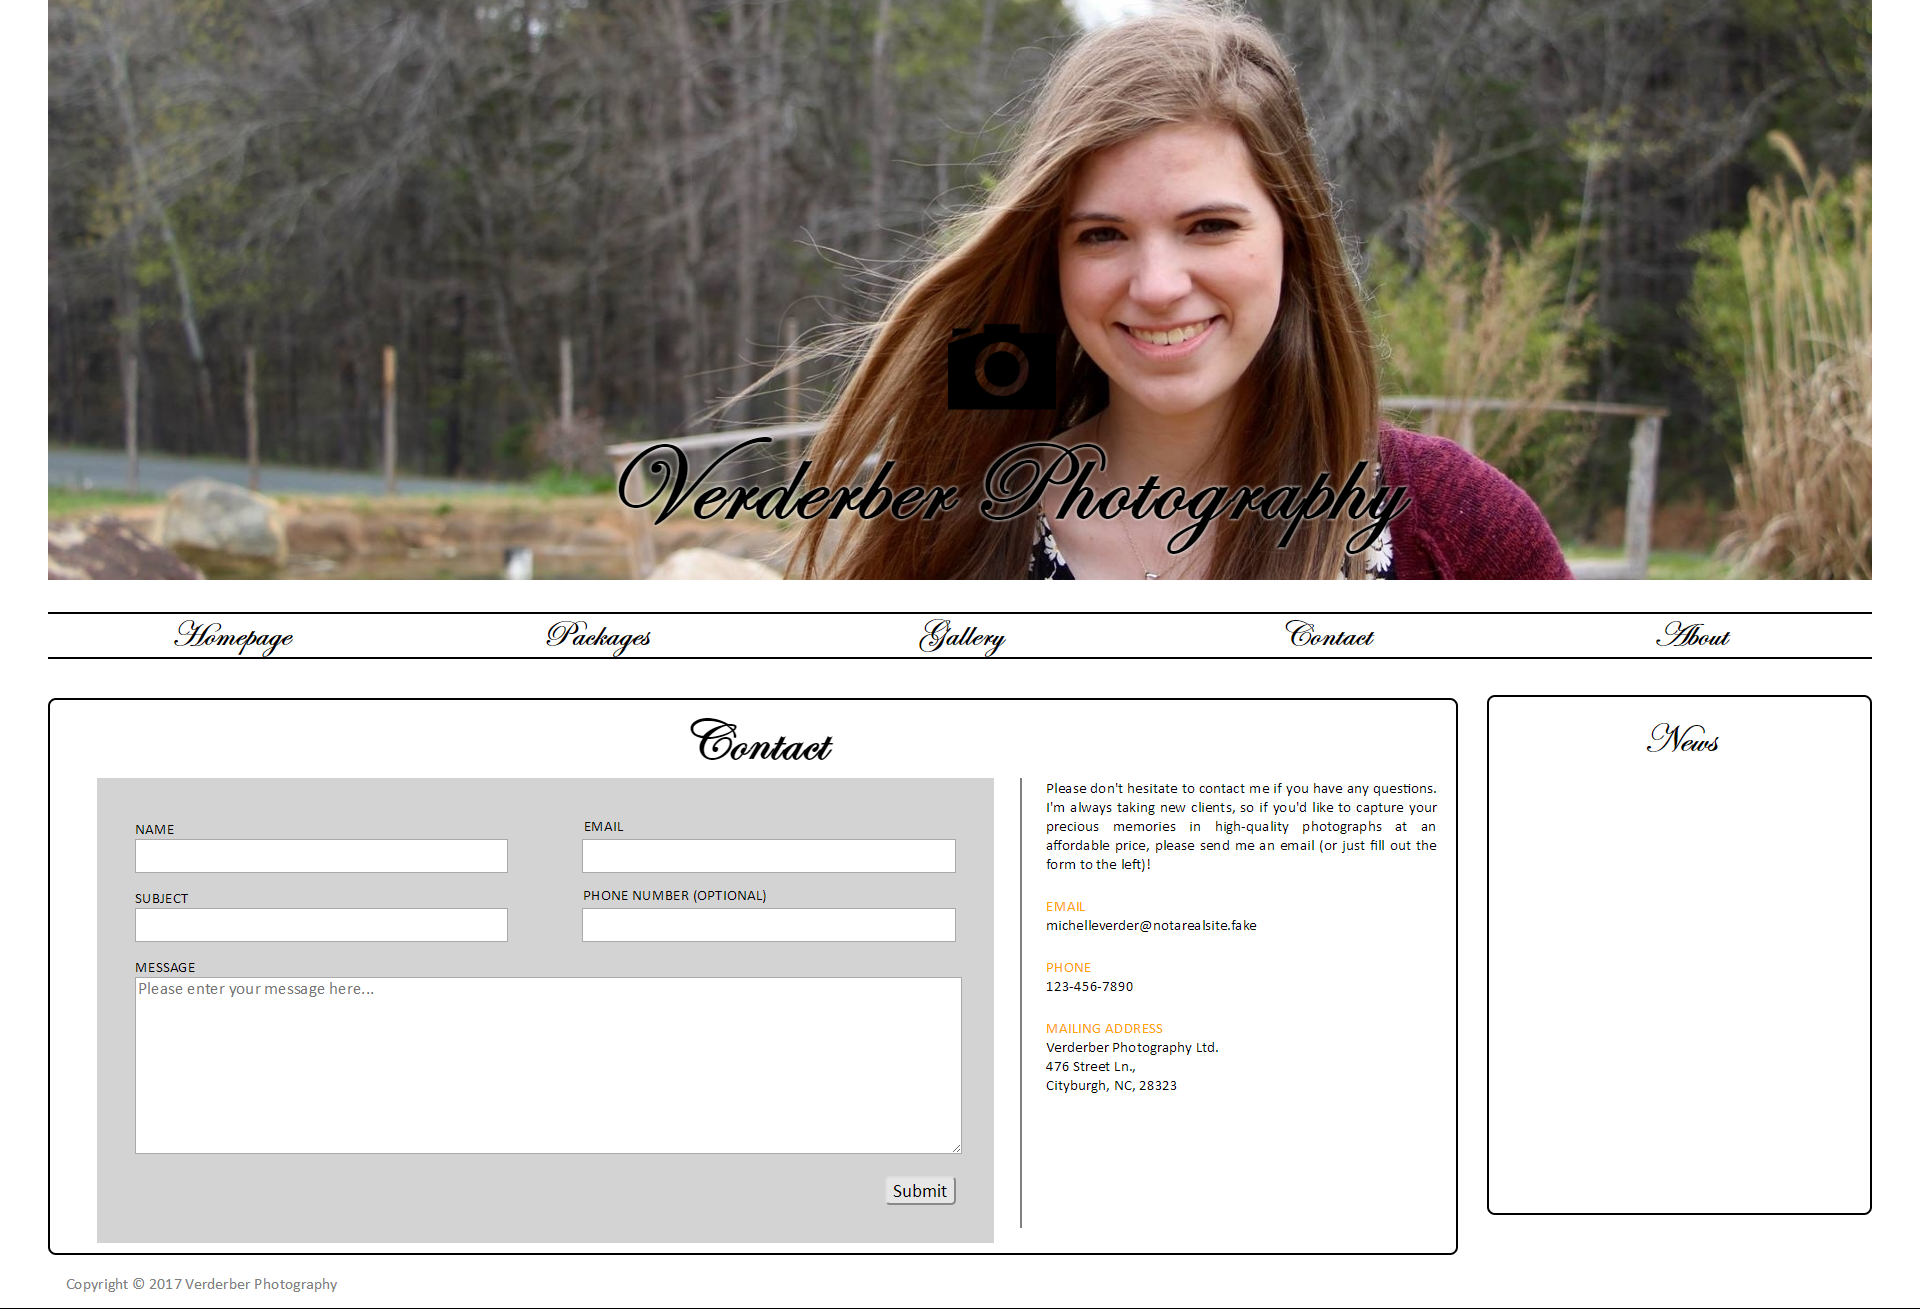 Verderber Photography
Homepage Packages Gallery Contact About
Contact
NAME
EMAIL
SUBJECT
PHONE NUMBER (OPTIONAL)
MESSAGE
Please enter your message here...
Submit
Please don't hesitate to contact me if you have any questions.
I'm always taking new clients, so if you'd like to capture your
precious memories in high-quality photographs at an
affordable price, please send me an email (or just fill out the
form to the left)!
EMAIL
michelleverder@notarealsite.fake
PHONE
123-456-7890
MAILING ADDRESS
Verderber Photography Ltd.
476 Street Ln.,
Cityburgh, NC, 28323
News
Copyright © 2017 Verderber Photography